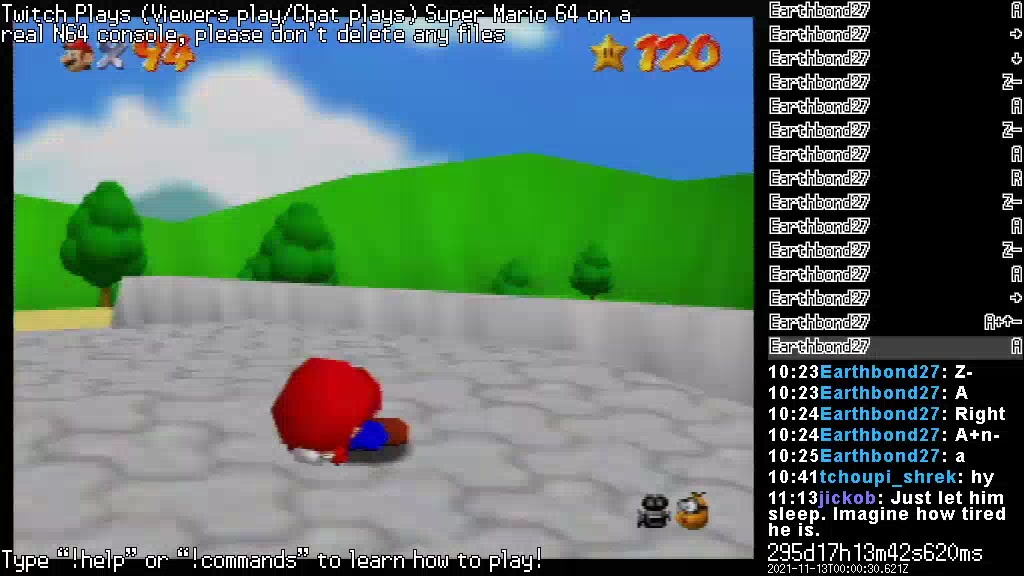 Twitch Plays (Viewers play/Chat plays) Super Mario 64 on a
real N64 console, please don't delete any files
94
120
Type "!help" or "!commands" to learn how to play!
Earthbond27 A
Earthbond27 →
Earthbond27 ↓
Earthbond27 Z-
Earthbond27 A
Earthbond27 Z-
Earthbond27 A
Earthbond27 R
Earthbond27 Z-
Earthbond27 A
Earthbond27 Z-
Earthbond27 A
Earthbond27 →
Earthbond27 A+↑-
Earthbond27 A
10:23Earthbond27: Z-
10:23Earthbond27: A
10:24Earthbond27: Right
10:24Earthbond27: A+n-
10:25Earthbond27: a
10:41tchoupi_shrek: hy
11:13jickob: Just let him
sleep. Imagine how tired
he is.
295d17h13m42s620ms
2021-11-13T00:00:30.621Z